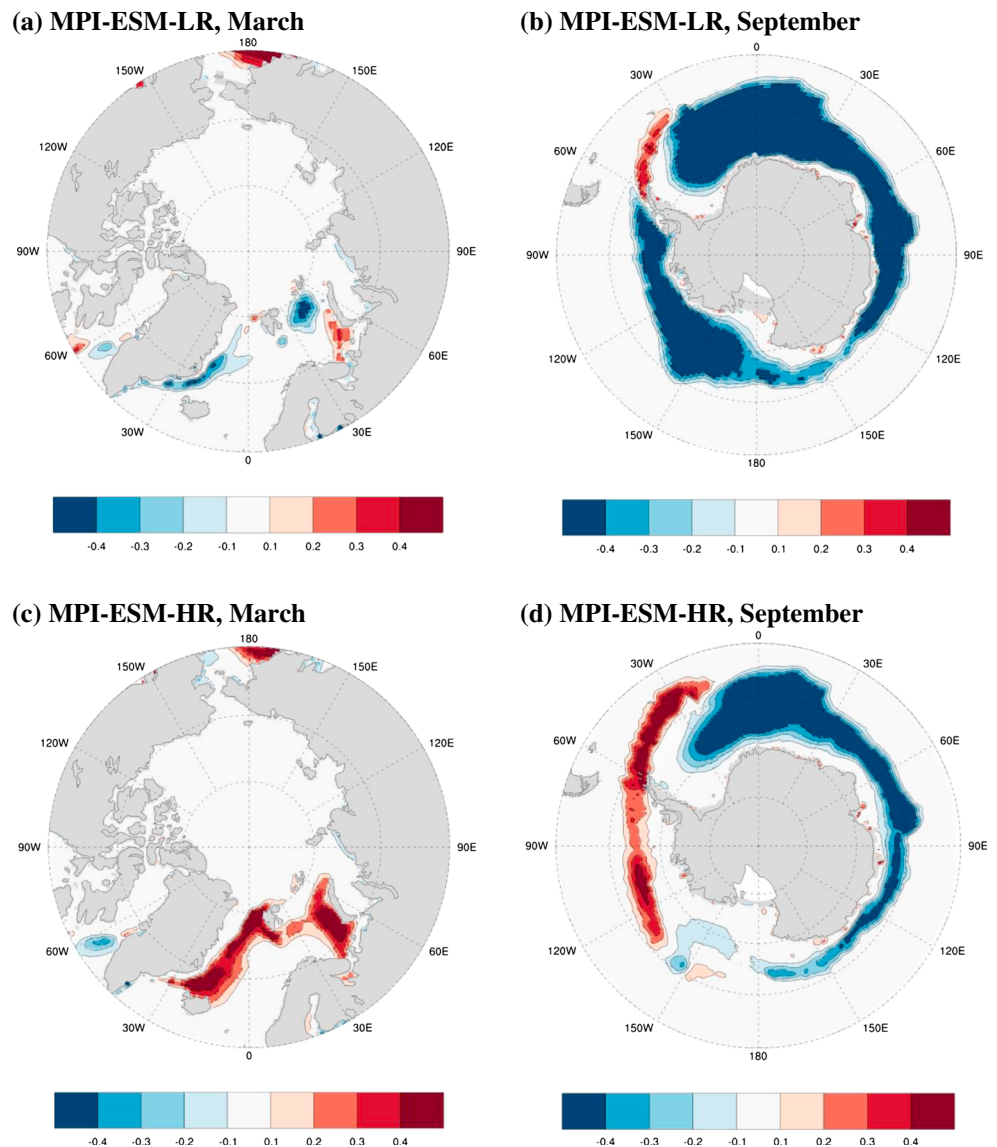 (a) MPI-ESM-LR, March
180
150W
150E
120W
120E
90W
90E
60W
60E
30W
30E
0
-0.4 -0.3 -0.2 -0.1 0.1 0.2 0.3 0.4
(b) MPI-ESM-LR, September
0
30W
30E
60W
60E
90W
90E
120W
120E
150W
150E
180
-0.4 -0.3 -0.2 -0.1 0.1 0.2 0.3 0.4
(c) MPI-ESM-HR, March
180
150W
150E
120W
120E
90W
90E
60W
60E
30W
30E
0
-0.4 -0.3 -0.2 -0.1 0.1 0.2 0.3 0.4
(d) MPI-ESM-HR, September
0
30W
30E
60W
60E
90W
90E
120W
120E
150W
150E
180
-0.4 -0.3 -0.2 -0.1 0.1 0.2 0.3 0.4